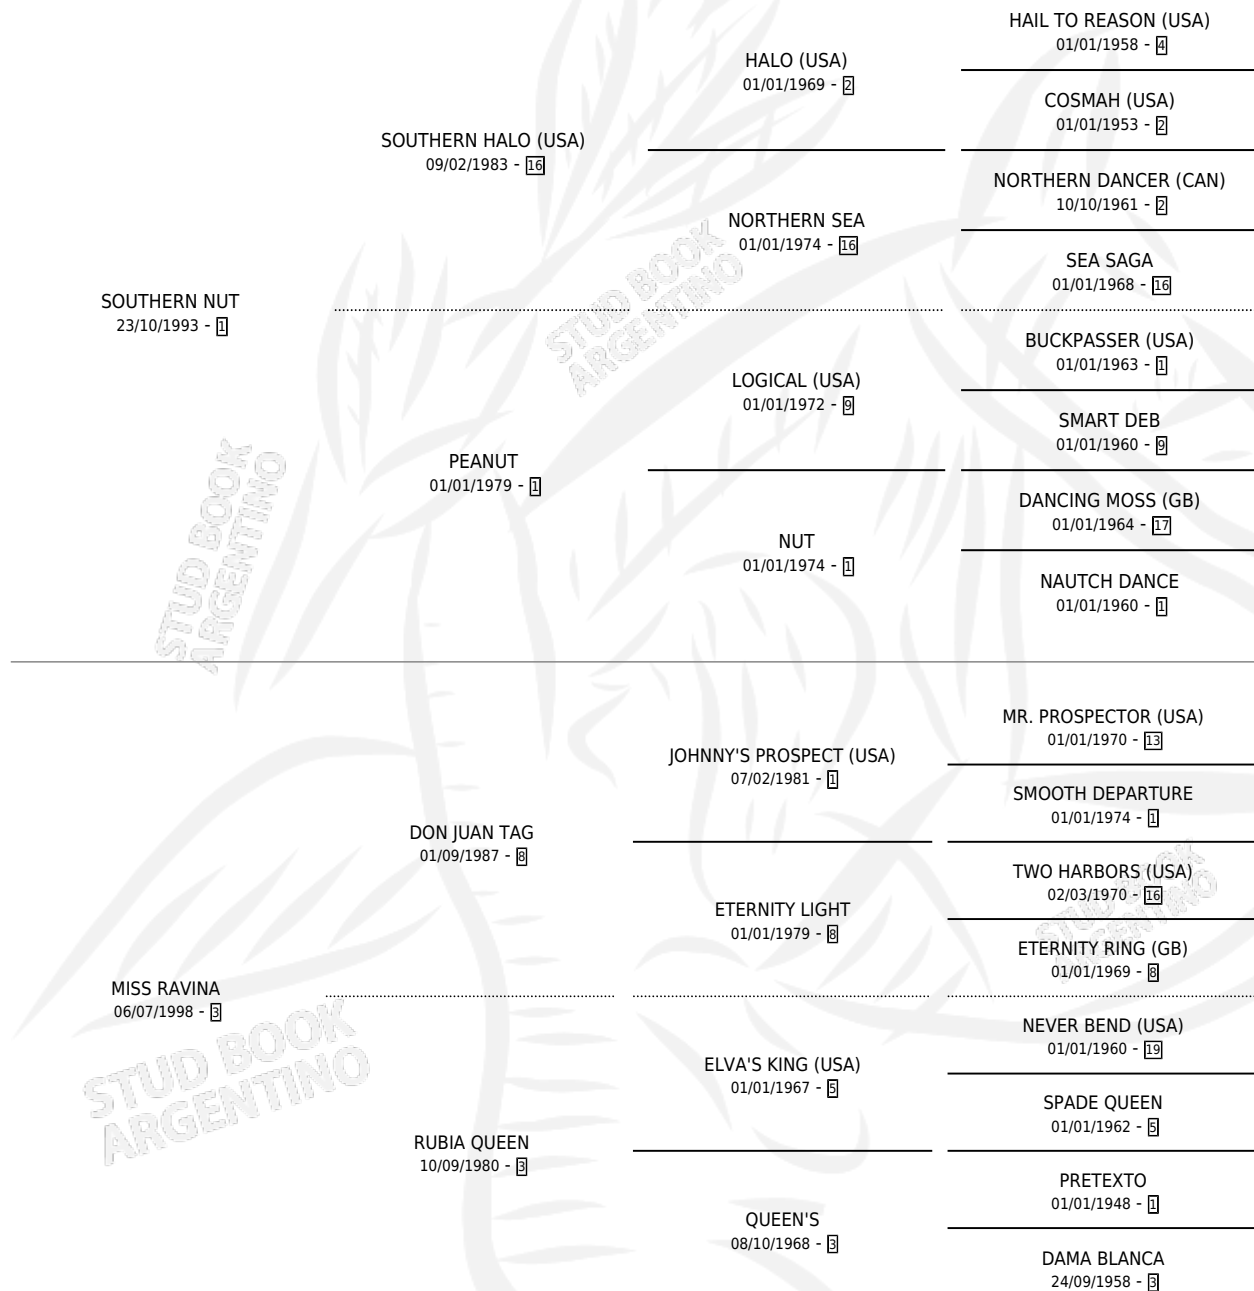 HAIL TO REASON (USA)
01/01/1958 - 4
HALO (USA)
01/01/1969 - 2
COSMAH (USA)
01/01/1953 - 2
SOUTHERN HALO (USA)
09/02/1983 - 16
NORTHERN DANCER (CAN)
10/10/1961 - 2
NORTHERN SEA
01/01/1974 - 16
SEA SAGA
01/01/1968 - 16
SOUTHERN NUT
23/10/1993 - 1
BUCKPASSER (USA)
01/01/1963 - 1
LOGICAL (USA)
01/01/1972 - 9
SMART DEB
01/01/1960 - 9
PEANUT
01/01/1979 - 1
DANCING MOSS (GB)
01/01/1964 - 17
NUT
01/01/1974 - 1
NAUTCH DANCE
01/01/1960 - 1
MR. PROSPECTOR (USA)
01/01/1970 - 13
JOHNNY'S PROSPECT (USA)
07/02/1981 - 1
SMOOTH DEPARTURE
01/01/1974 - 1
DON JUAN TAG
01/09/1987 - 8
TWO HARBORS (USA)
02/03/1970 - 16
ETERNITY LIGHT
01/01/1979 - 8
ETERNITY RING (GB)
01/01/1969 - 8
MISS RAVINA
06/07/1998 - 3
NEVER BEND (USA)
01/01/1960 - 19
ELVA'S KING (USA)
01/01/1967 - 5
SPADE QUEEN
01/01/1962 - 5
RUBIA QUEEN
10/09/1980 - 3
PRETEXTO
01/01/1948 - 1
QUEEN'S
08/10/1968 - 3
DAMA BLANCA
24/09/1958 - 3
STUD BOOK
ARGENTINO
STUD BOOK
ARGENTINO
STUD BOOK
ARGENTINO
STUD BOOK
ARGENTINO